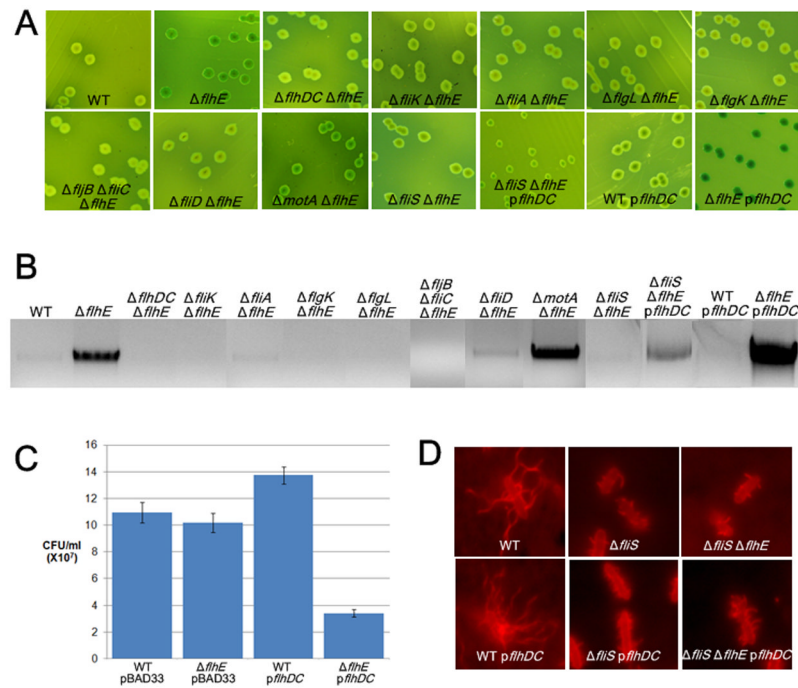 A
WT
ΔflhE
ΔflhDC ΔflhE
ΔfliK ΔflhE
ΔfliA ΔflhE
ΔflgL ΔflhE
ΔflgK ΔflhE
ΔfljB ΔfliC
ΔflhE
ΔfliD ΔflhE
ΔmotA ΔflhE
ΔfliS ΔflhE
ΔfliS ΔflhE
pflhDC
WT pflhDC
ΔflhE pflhDC
B
WT
ΔflhE
ΔflhDC
ΔflhE
ΔfliK
ΔflhE
ΔfliA
ΔflhE
ΔflgK
ΔflhE
ΔflgL
ΔflhE
ΔfljB
ΔfliC
ΔflhE
ΔfliD
ΔflhE
ΔmotA
ΔflhE
ΔfliS
ΔflhE
ΔfliS
ΔflhE
pflhDC
WT
pflhDC
ΔflhE
pflhDC
C
CFU/ml
(X10⁷)
16
14
12
10
8
6
4
2
0
WT
pBAD33
ΔflhE
pBAD33
WT
pflhDC
ΔflhE
pflhDC
D
WT
ΔfliS
ΔfliS ΔflhE
WT pflhDC
ΔfliS pflhDC
ΔfliS ΔflhE pflhDC